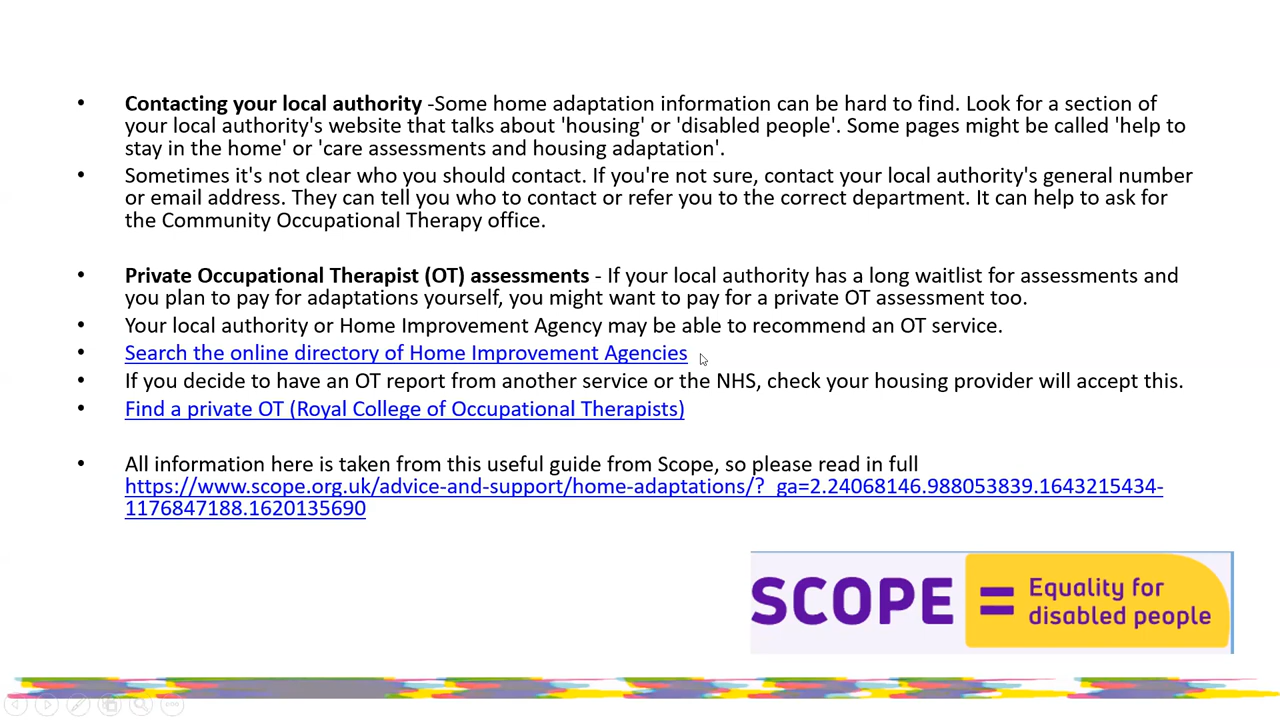 • Contacting your local authority -Some home adaptation information can be hard to find. Look for a section of
your local authority's website that talks about 'housing' or 'disabled people'. Some pages might be called 'help to
stay in the home' or 'care assessments and housing adaptation'.
• Sometimes it's not clear who you should contact. If you're not sure, contact your local authority's general number
or email address. They can tell you who to contact or refer you to the correct department. It can help to ask for
the Community Occupational Therapy office.
• Private Occupational Therapist (OT) assessments - If your local authority has a long waitlist for assessments and
you plan to pay for adaptations yourself, you might want to pay for a private OT assessment too.
• Your local authority or Home Improvement Agency may be able to recommend an OT service.
• Search the online directory of Home Improvement Agencies
• If you decide to have an OT report from another service or the NHS, check your housing provider will accept this.
• Find a private OT (Royal College of Occupational Therapists)
• All information here is taken from this useful guide from Scope, so please read in full
https://www.scope.org.uk/advice-and-support/home-adaptations/?_ga=2.24068146.988053839.1643215434-
1176847188.1620135690
SCOPE = Equality for
disabled people